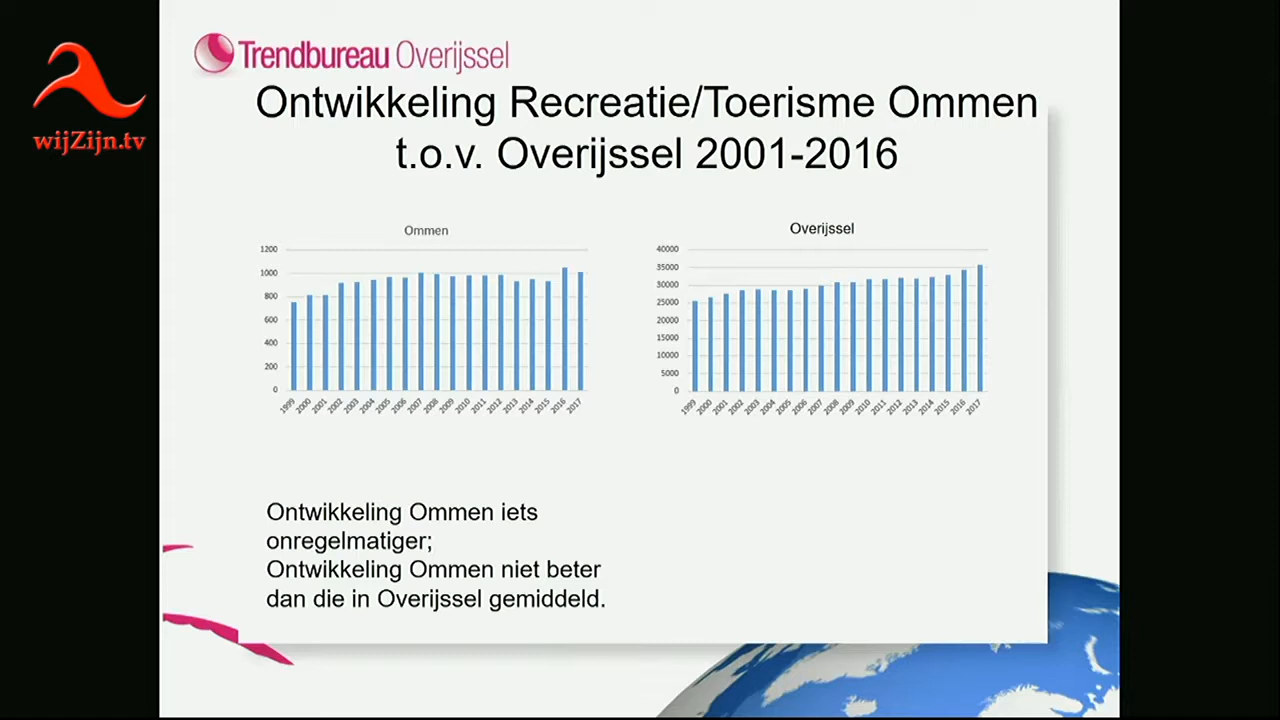 wijZijn.tv
Trendbureau Overijssel
Ontwikkeling Recreatie/Toerisme Ommen
t.o.v. Overijssel 2001-2016
Ommen
1200
1000
800
600
400
200
0
1999 2000 2001 2002 2003 2004 2005 2006 2007 2008 2009 2010 2011 2012 2013 2014 2015 2016 2017
Overijssel
40000
35000
30000
25000
20000
15000
10000
5000
0
1999 2000 2001 2002 2003 2004 2005 2006 2007 2008 2009 2010 2011 2012 2013 2014 2015 2016 2017
Ontwikkeling Ommen iets
onregelmatiger;
Ontwikkeling Ommen niet beter
dan die in Overijssel gemiddeld.